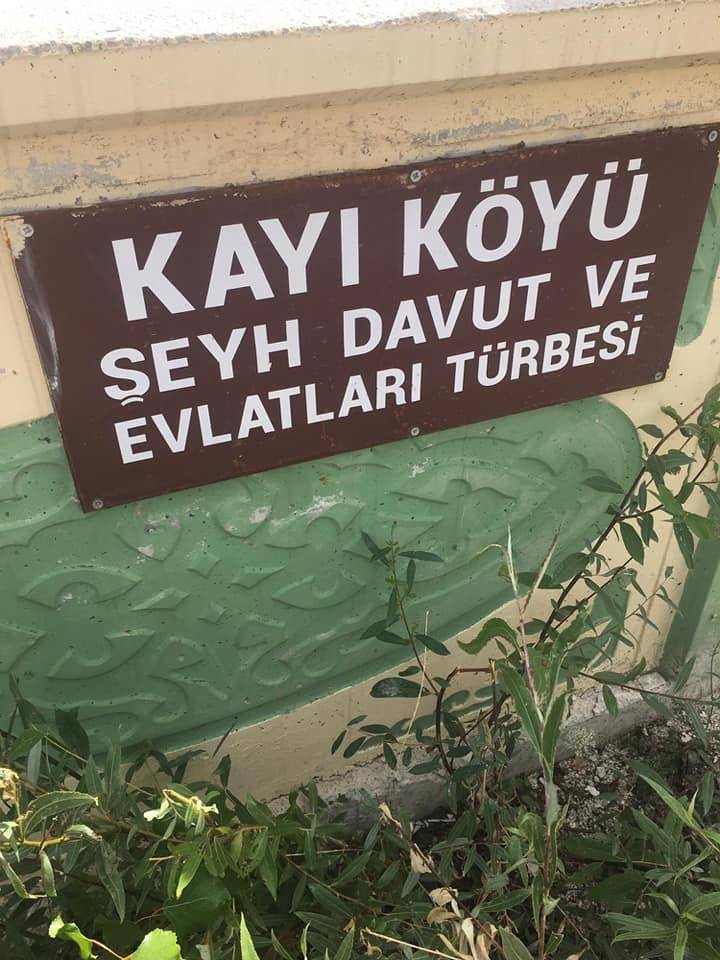 KAYI KÖYÜ
ŞEYH DAVUT VE
EVLATLARI TÜRBESİ